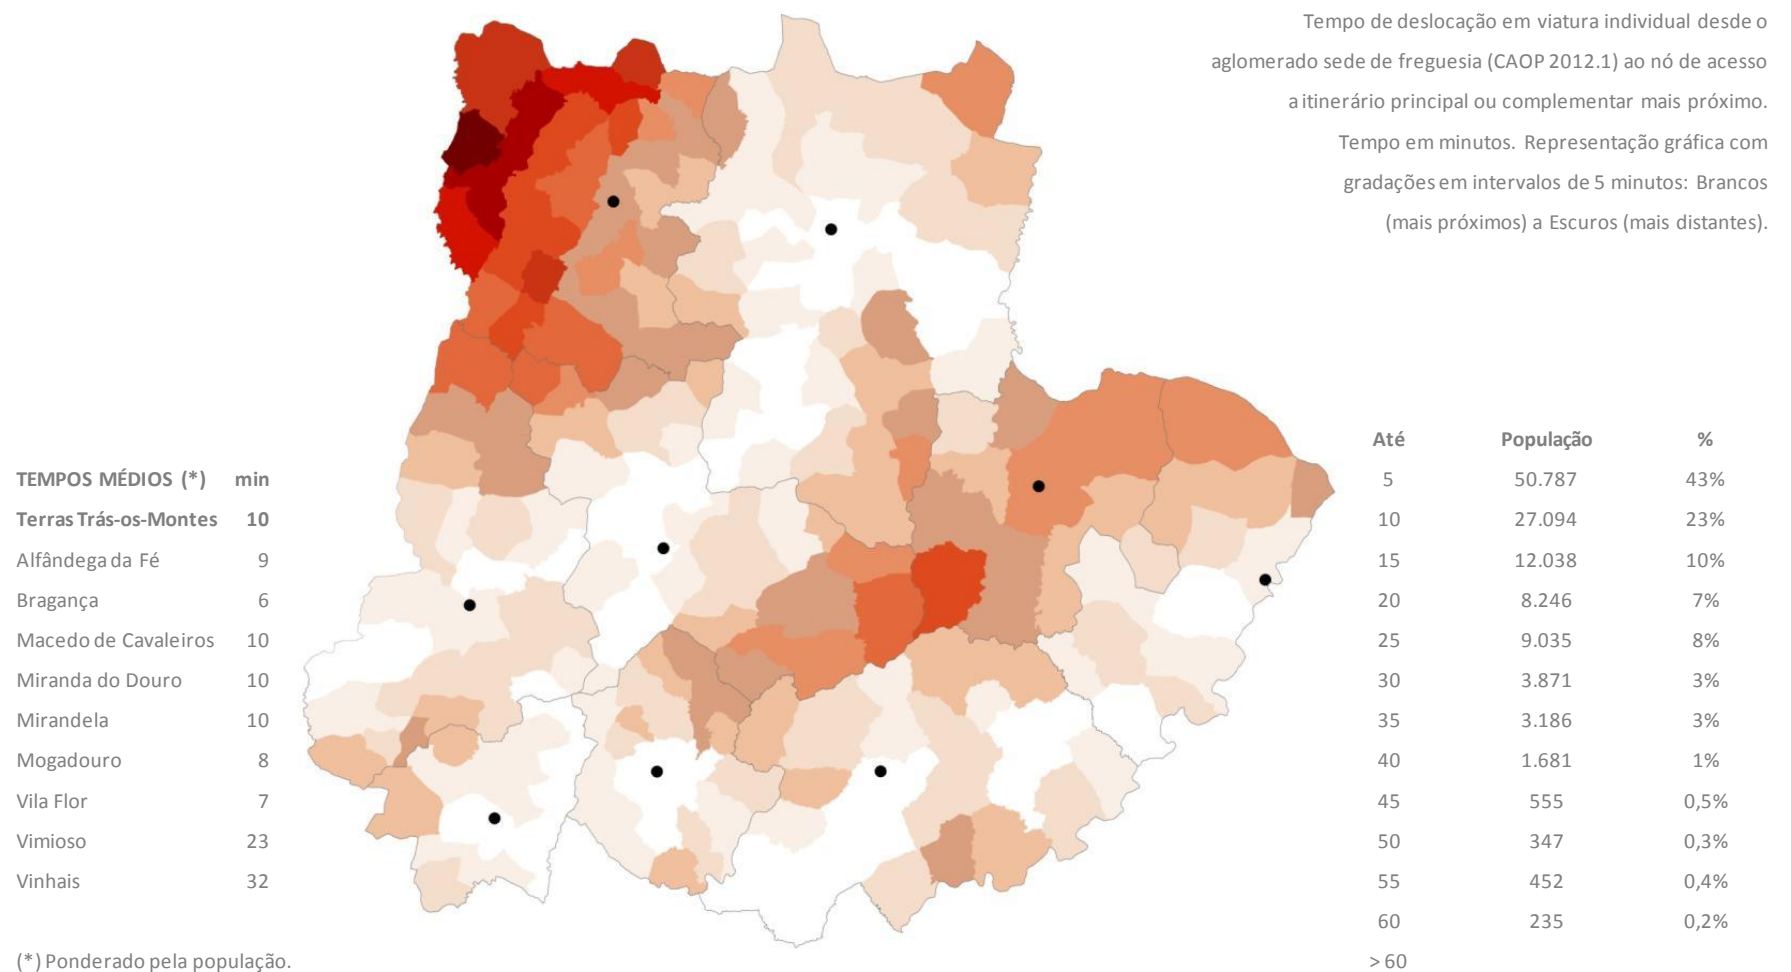 Tempo de deslocação em viatura individual desde o
aglomerado sede de freguesia (CAOP 2012.1) ao nó de acesso
a itinerário principal ou complementar mais próximo.
Tempo em minutos. Representação gráfica com
gradações em intervalos de 5 minutos: Brancos
(mais próximos) a Escuros (mais distantes).
TEMPOS MÉDIOS (*) min
Terras Trás-os-Montes 10
Alfândega da Fé 9
Bragança 6
Macedo de Cavaleiros 10
Miranda do Douro 10
Mirandela 10
Mogadouro 8
Vila Flor 7
Vimioso 23
Vinhais 32
(*) Ponderado pela população.
Até População %
5 50.787 43%
10 27.094 23%
15 12.038 10%
20 8.246 7%
25 9.035 8%
30 3.871 3%
35 3.186 3%
40 1.681 1%
45 555 0,5%
50 347 0,3%
55 452 0,4%
60 235 0,2%
> 60